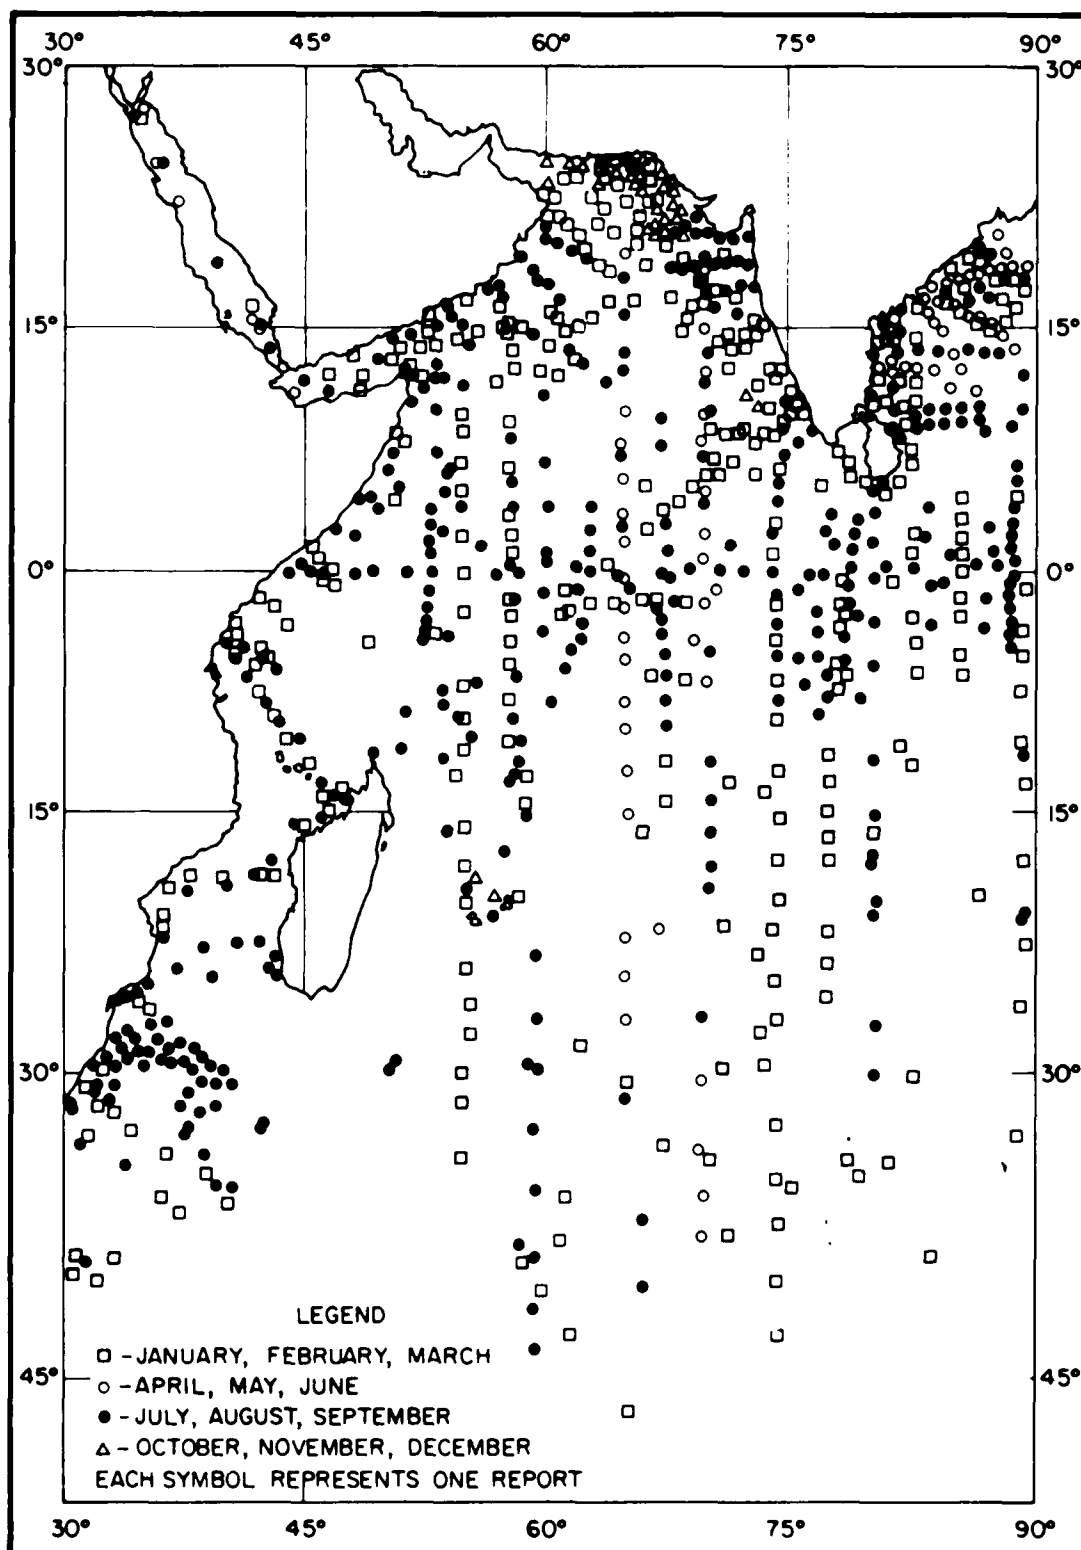 30° 45° 60° 75° 90°
30° 30°
15° 15°
0° 0°
15° 15°
30° 30°
LEGEND
□ - JANUARY, FEBRUARY, MARCH
45° ○ - APRIL, MAY, JUNE 45°
● - JULY, AUGUST, SEPTEMBER
△ - OCTOBER, NOVEMBER, DECEMBER
EACH SYMBOL REPRESENTS ONE REPORT
30° 45° 60° 75° 90°